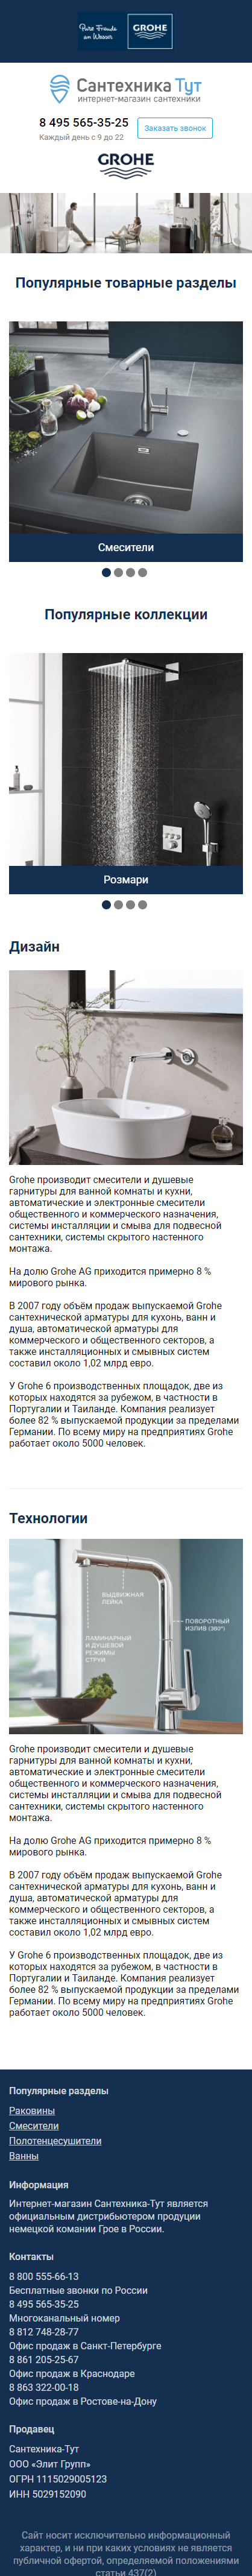 Pure Freude
an Wasser
GROHE
Сантехника Тут
интернет-магазин сантехники
8 495 565-35-25
Заказать звонок
Каждый день с 9 до 22
GROHE
Популярные товарные разделы
Смесители
Популярные коллекции
Розмари
Дизайн
Grohe производит смесители и душевые
гарнитуры для ванной комнаты и кухни,
автоматические и электронные смесители
общественного и коммерческого назначения,
системы инсталляции и смыва для подвесной
сантехники, системы скрытого настенного
монтажа.
На долю Grohe AG приходится примерно 8 %
мирового рынка.
В 2007 году объём продаж выпускаемой Grohe
сантехнической арматуры для кухонь, ванн и
душа, автоматической арматуры для
коммерческого и общественного секторов, а
также инсталляционных и смывных систем
составил около 1,02 млрд евро.
У Grohe 6 производственных площадок, две из
которых находятся за рубежом, в частности в
Португалии и Таиланде. Компания реализует
более 82 % выпускаемой продукции за пределами
Германии. По всему миру на предприятиях Grohe
работает около 5000 человек.
Технологии
ВЫДВИЖНАЯ
ЛЕЙКА
ПОВОРОТНЫЙ
ИЗЛИВ (360°)
ЛАМИНАРНЫЙ
И ДУШЕВОЙ
РЕЖИМЫ
СТРУИ
Grohe производит смесители и душевые
гарнитуры для ванной комнаты и кухни,
автоматические и электронные смесители
общественного и коммерческого назначения,
системы инсталляции и смыва для подвесной
сантехники, системы скрытого настенного
монтажа.
На долю Grohe AG приходится примерно 8 %
мирового рынка.
В 2007 году объём продаж выпускаемой Grohe
сантехнической арматуры для кухонь, ванн и
душа, автоматической арматуры для
коммерческого и общественного секторов, а
также инсталляционных и смывных систем
составил около 1,02 млрд евро.
У Grohe 6 производственных площадок, две из
которых находятся за рубежом, в частности в
Португалии и Таиланде. Компания реализует
более 82 % выпускаемой продукции за пределами
Германии. По всему миру на предприятиях Grohe
работает около 5000 человек.
Популярные разделы
Раковины
Смесители
Полотенцесушители
Ванны
Информация
Интернет-магазин Сантехника-Тут является
официальным дистрибьютером продуции
немецкой комании Грое в России.
Контакты
8 800 555-66-13
Бесплатные звонки по России
8 495 565-35-25
Многоканальный номер
8 812 748-28-77
Офис продаж в Санкт-Петербурге
8 861 205-25-67
Офис продаж в Краснодаре
8 863 322-00-18
Офис продаж в Ростове-на-Дону
Продавец
Сантехника-Тут
ООО «Элит Групп»
ОГРН 1115029005123
ИНН 5029152090
Сайт носит исключительно информационный
характер, и ни при каких условиях не является
публичной офертой, определяемой положениями
статьи 437(2)